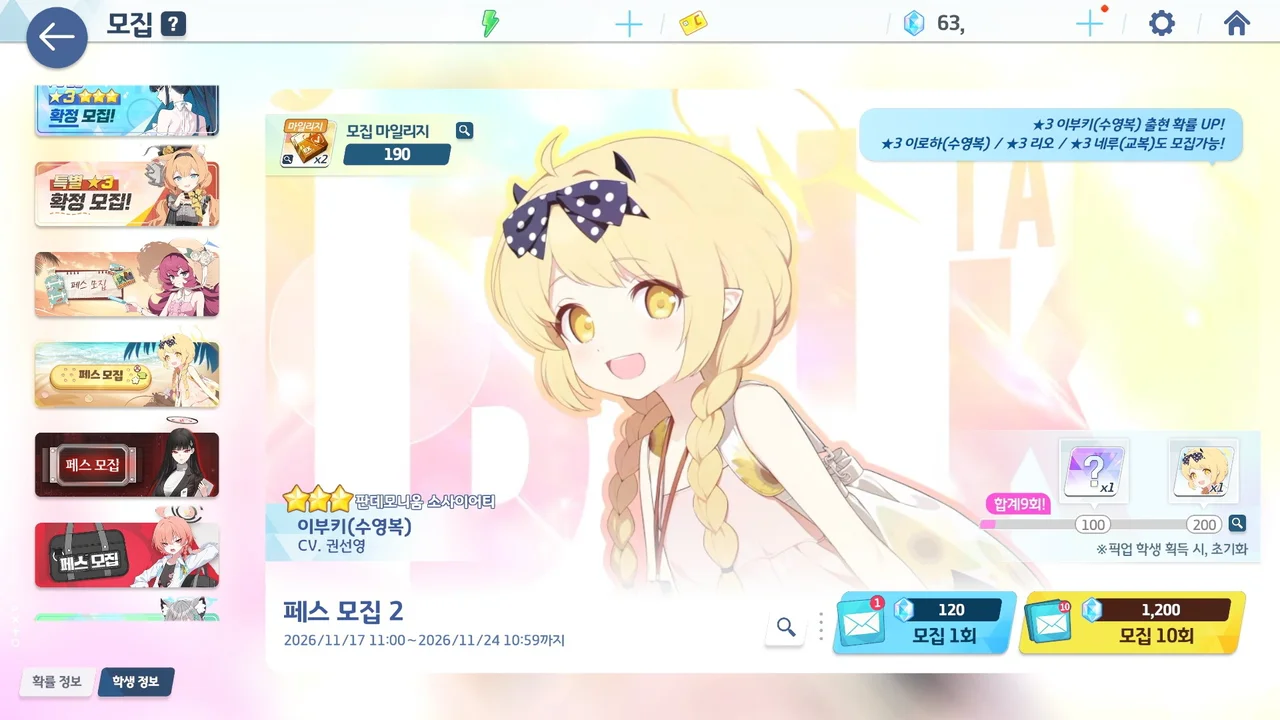 모집 ?
63,
★3 ★★★
확정 모집!
특별 ★3
확정 모집!
페스 모집
페스 모집
페스 모집
페스 모집
확률 정보
학생 정보
마일리지
x2
모집 마일리지
190
★3 이부키(수영복) 출현 확률 UP!
★3 이로하(수영복) / ★3 리오 / ★3 네루(교복)도 모집가능!
판데모니움 소사이어티
이부키(수영복)
CV. 권선영
?
x1
x1
합계9회!
100
200
※픽업 학생 획득 시, 초기화
페스 모집 2
2026/11/17 11:00~2026/11/24 10:59까지
1
120
모집 1회
10
1,200
모집 10회